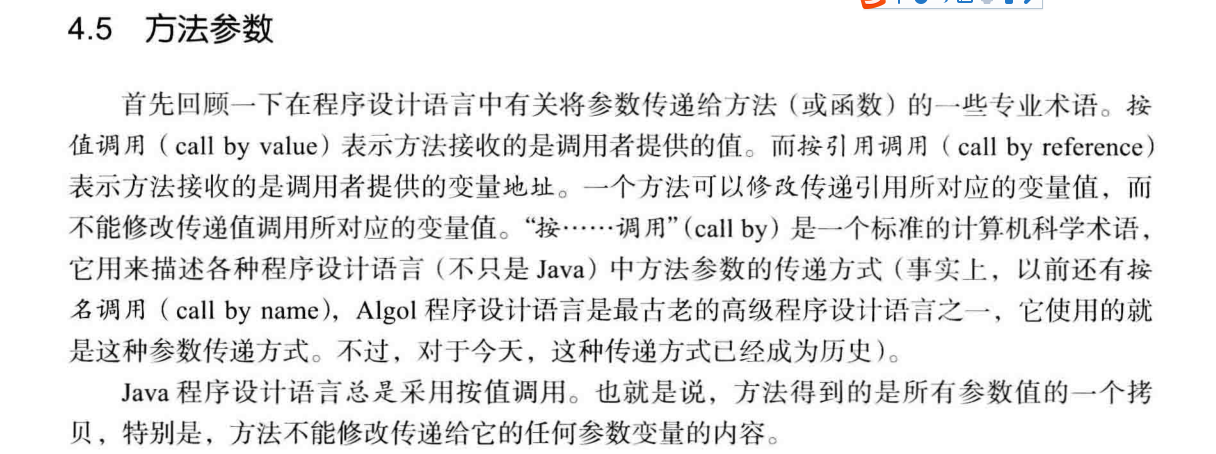 4.5 方法参数
首先回顾一下在程序设计语言中有关将参数传递给方法（或函数）的一些专业术语。按
值调用（call by value）表示方法接收的是调用者提供的值。而按引用调用（call by reference）
表示方法接收的是调用者提供的变量地址。一个方法可以修改传递引用所对应的变量值，而
不能修改传递值调用所对应的变量值。“按……调用”（call by）是一个标准的计算机科学术语，
它用来描述各种程序设计语言（不只是 Java）中方法参数的传递方式（事实上，以前还有按
名调用（call by name），Algol 程序设计语言是最古老的高级程序设计语言之一，它使用的就
是这种参数传递方式。不过，对于今天，这种传递方式已经成为历史）。
Java 程序设计语言总是采用按值调用。也就是说，方法得到的是所有参数值的一个拷
贝，特别是，方法不能修改传递给它的任何参数变量的内容。